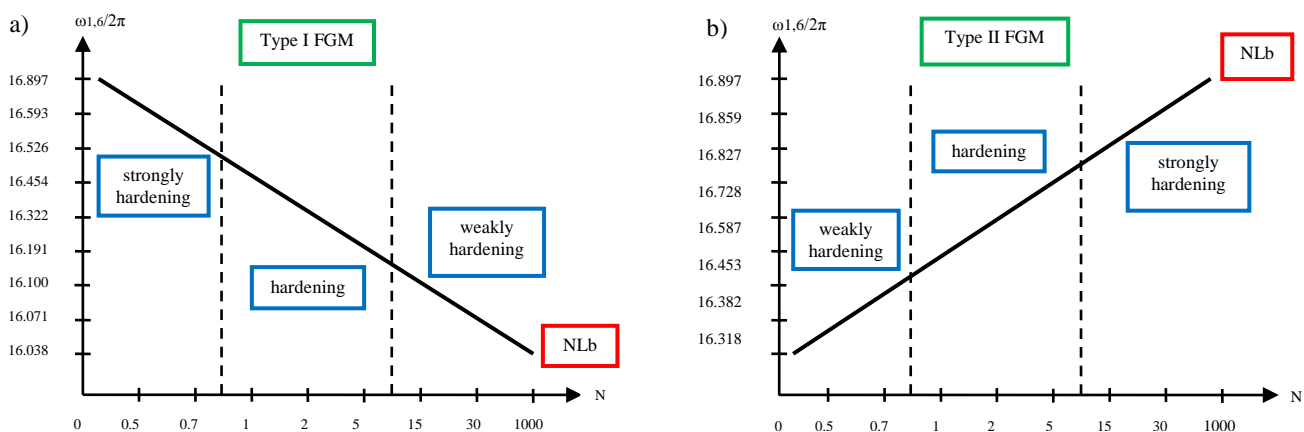 a)
ω1,6/2π
Type I FGM
16.897
16.593
16.526
16.454
16.322
16.191
16.100
16.071
16.038
strongly
hardening
hardening
weakly
hardening
NLb
N
0 0.5 0.7 1 2 5 15 30 1000
b)
ω1,6/2π
Type II FGM
NLb
16.897
16.859
16.827
16.728
16.587
16.453
16.382
16.318
hardening
strongly
hardening
weakly
hardening
N
0 0.5 0.7 1 2 5 15 30 1000